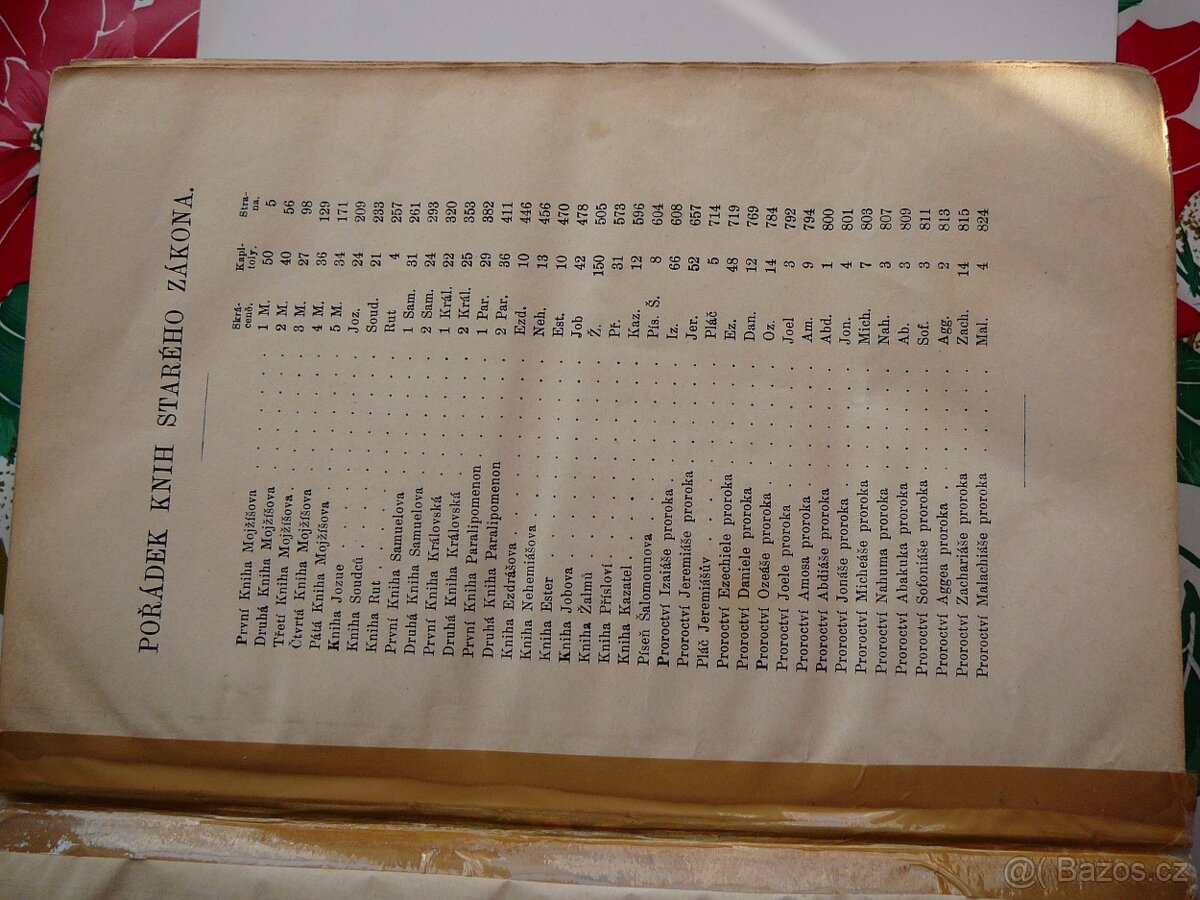 POŘÁDEK KNIH STARÉHO ZÁKONA.
Skrá- ceně. Kapi- toly. Stra- na.
První Kniha Mojžíšova . . . . . . . 1 M. 50 5
Druhá Kniha Mojžíšova . . . . . . . 2 M. 40 56
Třetí Kniha Mojžíšova . . . . . . . 3 M. 27 98
Čtvrtá Kniha Mojžíšova . . . . . . . 4 M. 36 129
Pátá Kniha Mojžíšova . . . . . . . 5 M. 34 171
Kniha Jozue . . . . . . . . . . Joz. 24 209
Kniha Soudců . . . . . . . . . . Soud. 21 233
Kniha Rut . . . . . . . . . . . Rut 4 257
První Kniha Samuelova . . . . . . . 1 Sam. 31 261
Druhá Kniha Samuelova . . . . . . . 2 Sam. 24 293
První Kniha Královská . . . . . . . 1 Král. 22 320
Druhá Kniha Královská . . . . . . . 2 Král. 25 353
První Kniha Paralipomenon . . . . . . 1 Par. 29 382
Druhá Kniha Paralipomenon . . . . . . 2 Par. 36 411
Kniha Ezdrášova . . . . . . . . . Ezd. 10 446
Kniha Nehemiášova . . . . . . . . Neh. 13 456
Kniha Ester . . . . . . . . . . Est. 10 470
Kniha Jobova . . . . . . . . . . Job 42 478
Kniha Žalmů . . . . . . . . . . Ž. 150 505
Kniha Přísloví . . . . . . . . . . Př. 31 573
Kniha Kazatel . . . . . . . . . . Kaz. 12 596
Píseň Šalomounova . . . . . . . . Pís. Š. 8 604
Proroctví Izaiáše proroka . . . . . . Iz. 66 608
Proroctví Jeremiáše proroka . . . . . . Jer. 52 657
Pláč Jeremiášův . . . . . . . . . Pláč 5 714
Proroctví Ezechiele proroka . . . . . . Ez. 48 719
Proroctví Daniele proroka . . . . . . Dan. 12 769
Proroctví Ozeáše proroka . . . . . . Oz. 14 784
Proroctví Joele proroka . . . . . . . Joel 3 792
Proroctví Amosa proroka . . . . . . Am. 9 794
Proroctví Abdiáše proroka . . . . . . Abd. 1 800
Proroctví Jonáše proroka . . . . . . Jon. 4 801
Proroctví Micheáše proroka . . . . . . Mich. 7 803
Proroctví Nahuma proroka . . . . . . Nah. 3 807
Proroctví Abakuka proroka . . . . . . Ab. 3 809
Proroctví Sofoniáše proroka . . . . . . Sof. 3 811
Proroctví Aggea proroka . . . . . . Agg. 2 813
Proroctví Zachariáše proroka . . . . . . Zach. 14 815
Proroctví Malachiáše proroka . . . . . . Mal. 4 824
@( Bazos.cz